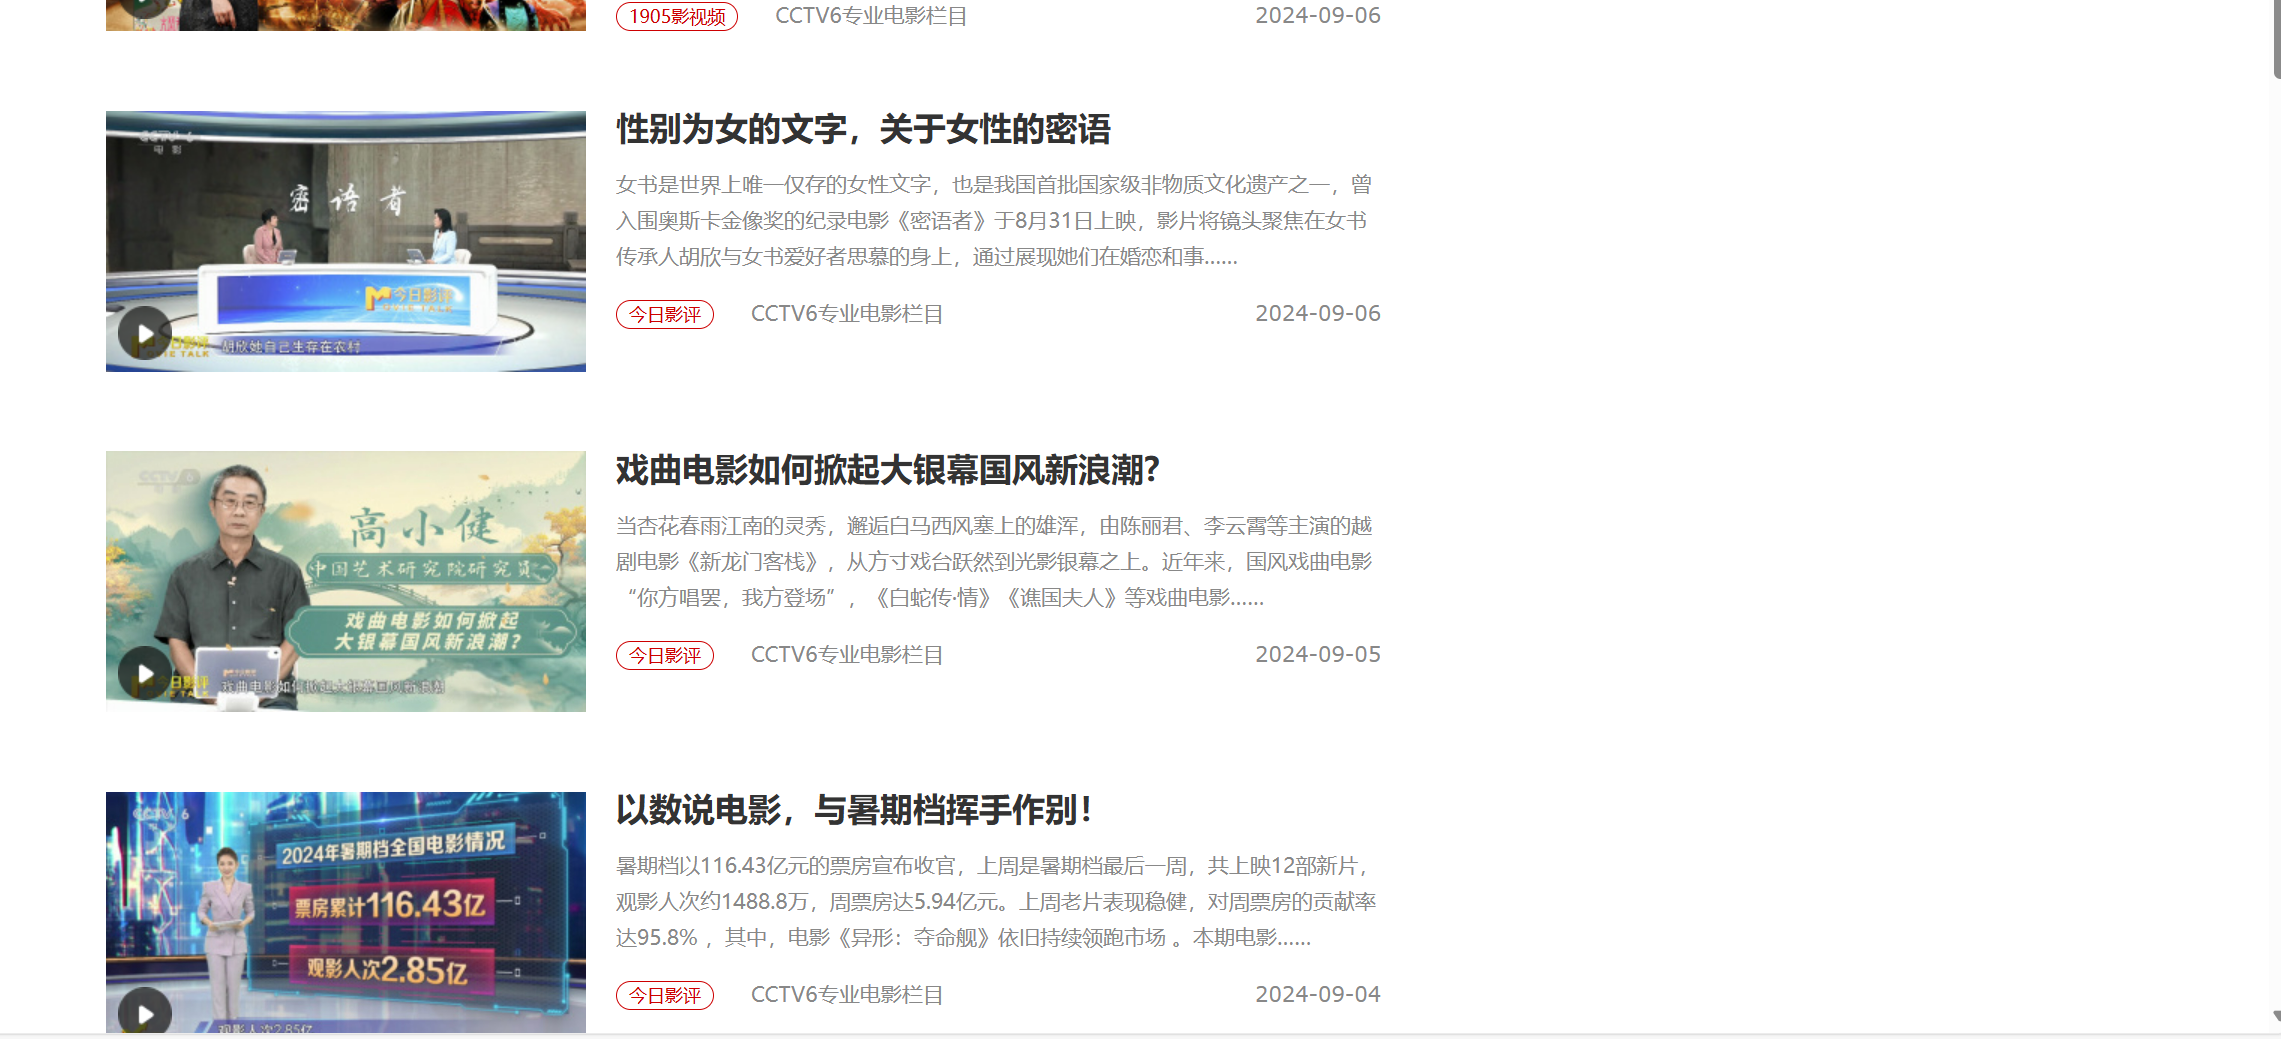 1905影视频 CCTV6专业电影栏目 2024-09-06
CCTV 6
电影
密语者
今日影评
MOVIE TALK
今日影评
MOVIE TALK
胡欣她自己生存在农村
性别为女的文字，关于女性的密语
女书是世界上唯一仅存的女性文字，也是我国首批国家级非物质文化遗产之一，曾
入围奥斯卡金像奖的纪录电影《密语者》于8月31日上映，影片将镜头聚焦在女书
传承人胡欣与女书爱好者思慕的身上，通过展现她们在婚恋和事......
今日影评 CCTV6专业电影栏目 2024-09-06
CCTV 6
高小健
中国艺术研究院研究员
戏曲电影如何掀起
大银幕国风新浪潮？
今日影评
MOVIE TALK
戏曲电影如何掀起大银幕国风新浪潮
戏曲电影如何掀起大银幕国风新浪潮？
当杏花春雨江南的灵秀，邂逅白马西风塞上的雄浑，由陈丽君、李云霄等主演的越
剧电影《新龙门客栈》，从方寸戏台跃然到光影银幕之上。近年来，国风戏曲电影
“你方唱罢，我方登场”，《白蛇传·情》《谯国夫人》等戏曲电影......
今日影评 CCTV6专业电影栏目 2024-09-05
CCTV 6
2024年暑期档全国电影情况
票房累计116.43亿
观影人次2.85亿
观影人次2.85亿
以数说电影，与暑期档挥手作别！
暑期档以116.43亿元的票房宣布收官，上周是暑期档最后一周，共上映12部新片，
观影人次约1488.8万，周票房达5.94亿元。上周老片表现稳健，对周票房的贡献率
达95.8% ，其中，电影《异形：夺命舰》依旧持续领跑市场 。本期电影......
今日影评 CCTV6专业电影栏目 2024-09-04